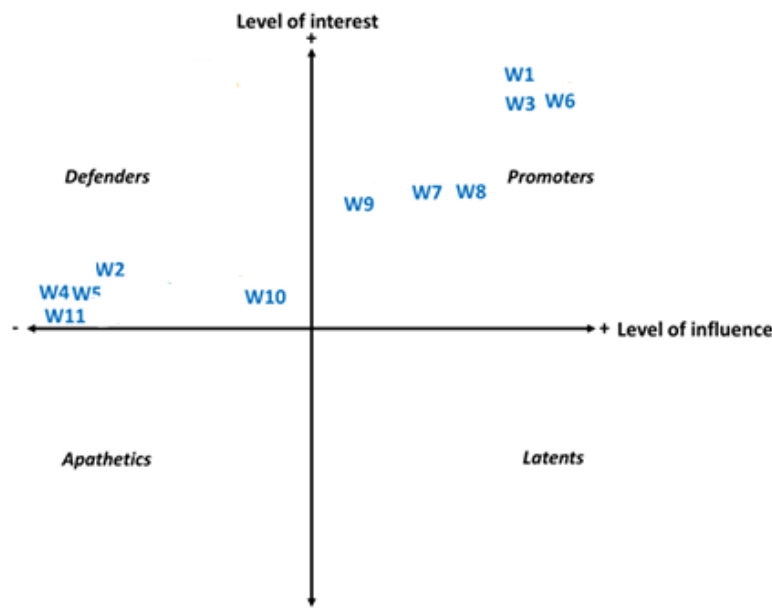 Level of interest
+
W1
W3 W6
Defenders
Promoters
W9 W7 W8
W2
W4 W5
W10
W11
- + Level of influence
Apathetics
Latents